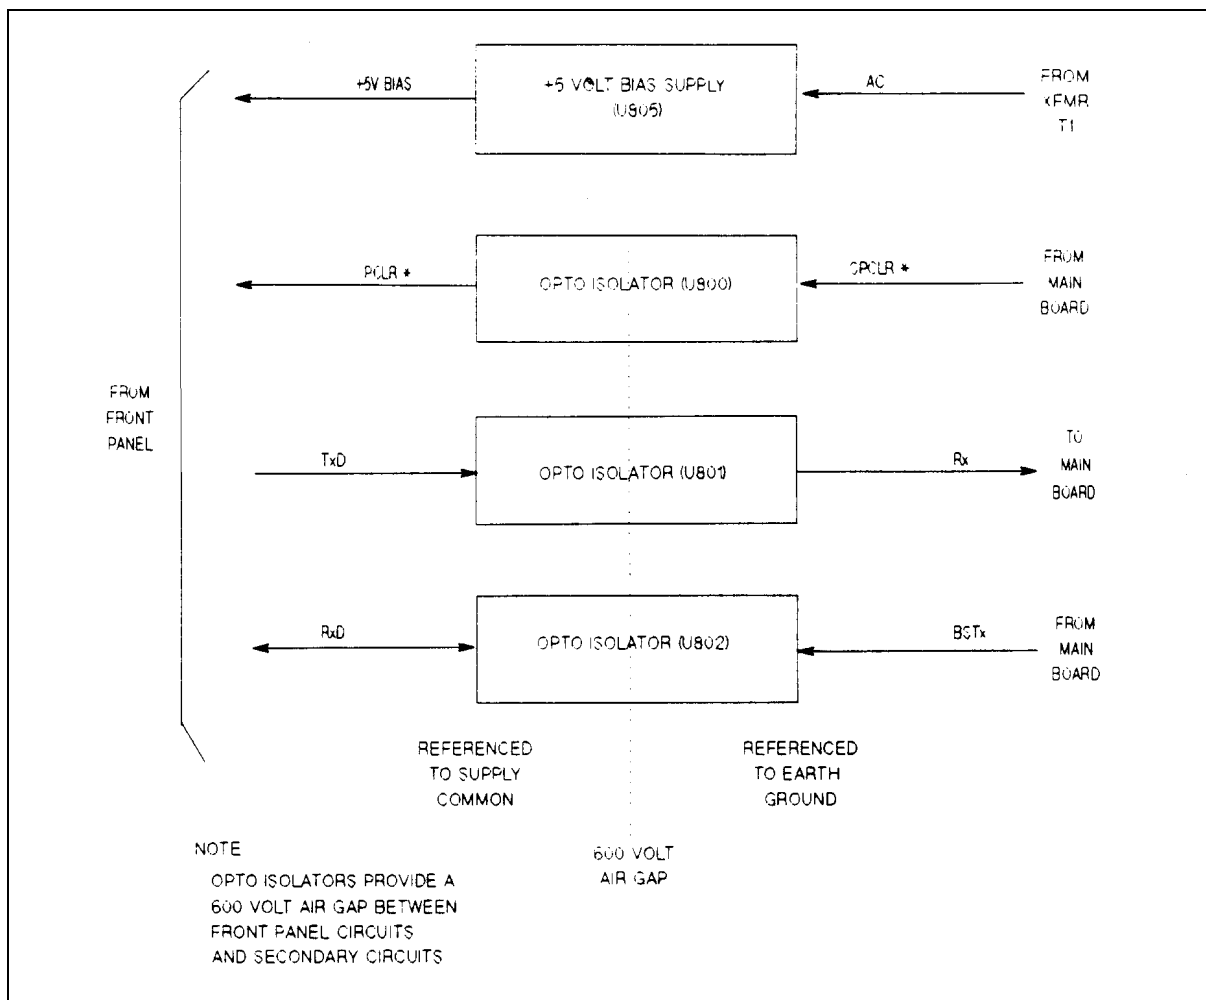 +5V BIAS
+5 VOLT BIAS SUPPLY
(U805)
AC
FROM
XFMR
T1
PCLR *
OPTO ISOLATOR (U800)
OPCLR *
FROM
MAIN
BOARD
FROM
FRONT
PANEL
TxD
OPTO ISOLATOR (U801)
Rx
TO
MAIN
BOARD
RxD
OPTO ISOLATOR (U802)
BSTx
FROM
MAIN
BOARD
REFERENCED
TO SUPPLY
COMMON
REFERENCED
TO EARTH
GROUND
600 VOLT
AIR GAP
NOTE
OPTO ISOLATORS PROVIDE A
600 VOLT AIR GAP BETWEEN
FRONT PANEL CIRCUITS
AND SECONDARY CIRCUITS